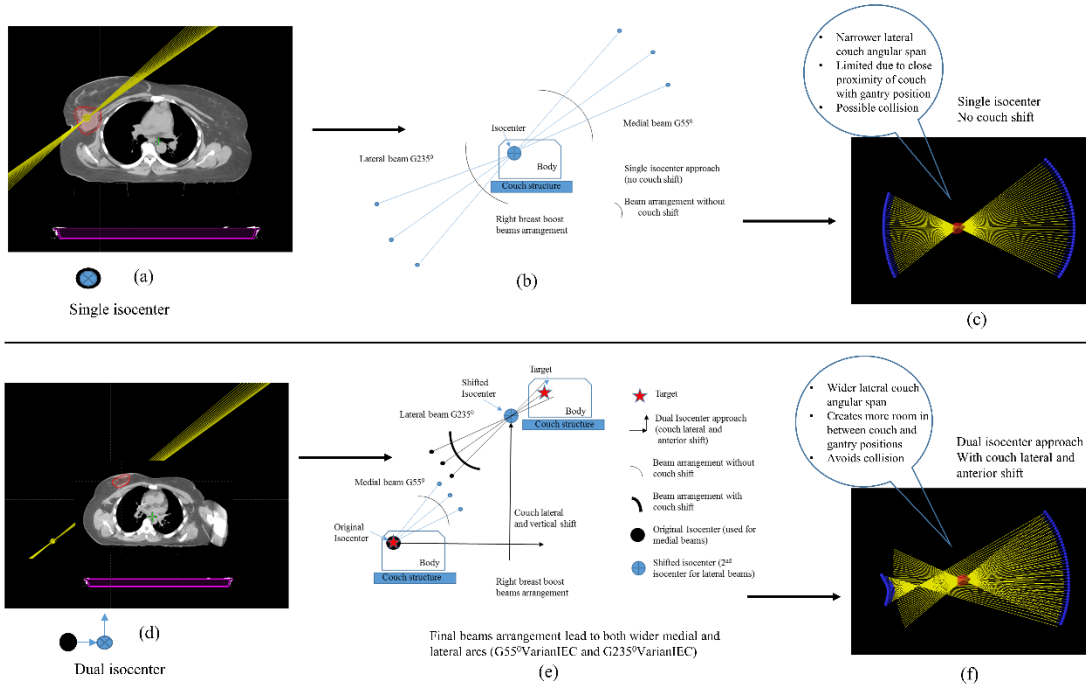 (a)
Single isocenter
Isocenter
Medial beam G55⁰
Lateral beam G235⁰
Body
Couch structure
Single isocenter approach
(no couch shift)
Beam arrangement without
couch shift
Right breast boost
beams arrangement
(b)
• Narrower lateral
couch angular span
• Limited due to close
proximity of couch
with gantry position
• Possible collision
Single isocenter
No couch shift
(c)
(d)
Dual isocenter
Target
Shifted
Isocenter
Body
Couch structure
Lateral beam G235⁰
Medial beam G55⁰
Original
Isocenter
Couch lateral
and vertical shift
Body
Couch structure
Right breast boost
beams arrangement
Target
Dual Isocenter approach
(couch lateral and
anterior shift)
Beam arrangement without
couch shift
Beam arrangement with
couch shift
Original Isocenter (used for
medial beams)
Shifted isocenter (2nd
isocenter for lateral beams)
Final beams arrangement lead to both wider medial and
lateral arcs (G55⁰VarianIEC and G235⁰VarianIEC)
(e)
• Wider lateral couch
angular span
• Creates more room in
between couch and
gantry positions
• Avoids collision
Dual isocenter approach
With couch lateral and
anterior shift
(f)